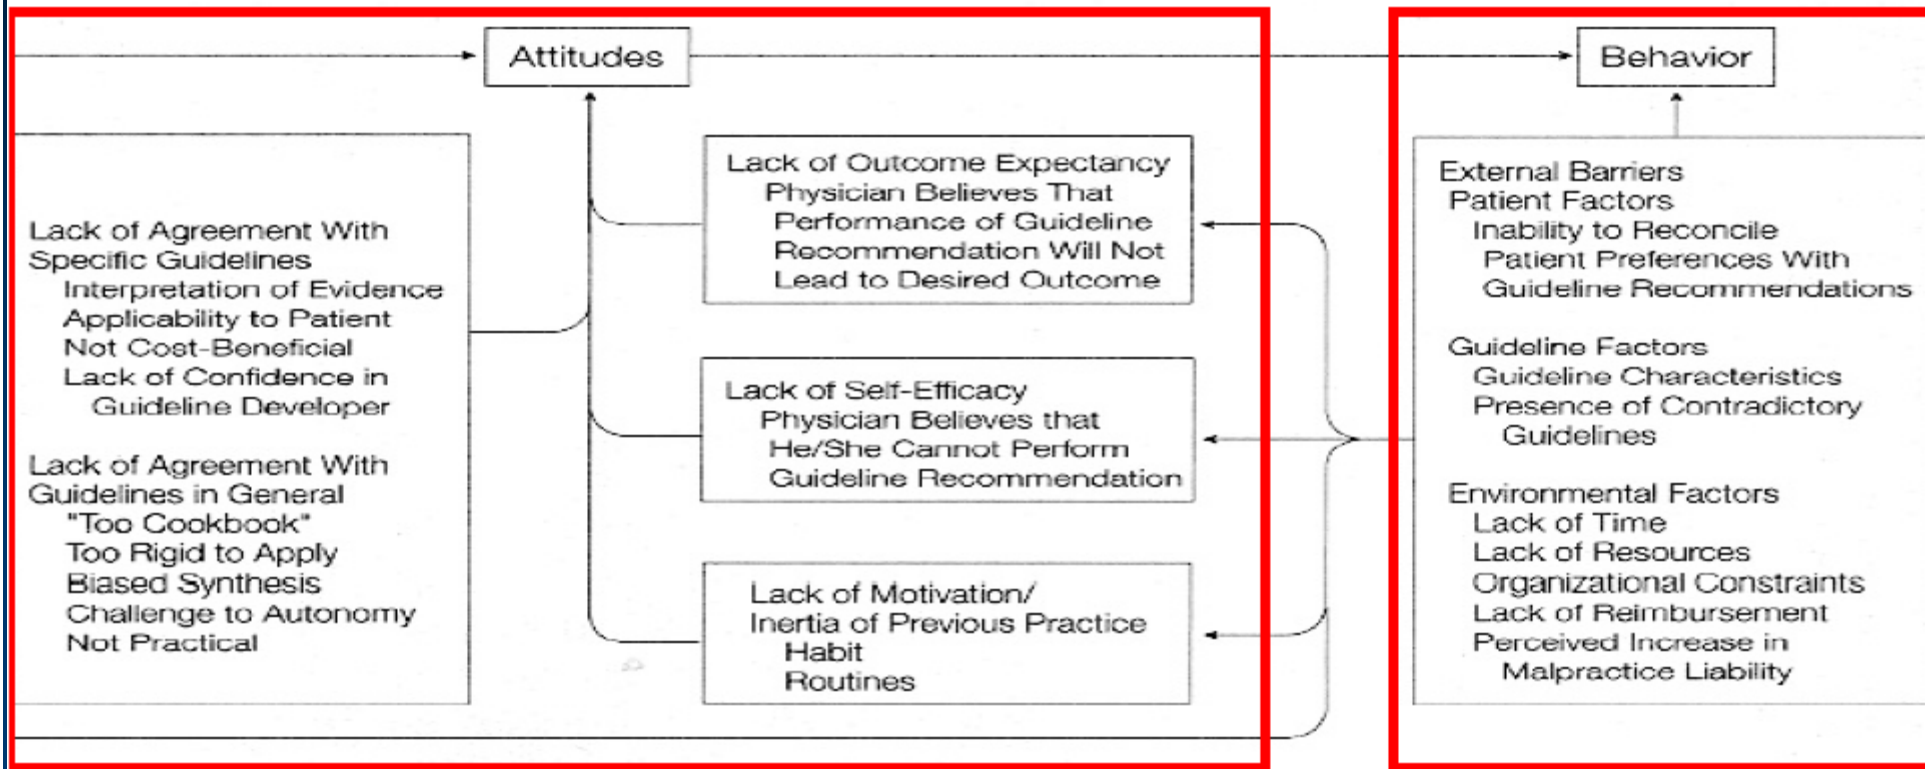 Attitudes
Behavior
Lack of Agreement With
Specific Guidelines
Interpretation of Evidence
Applicability to Patient
Not Cost-Beneficial
Lack of Confidence in
Guideline Developer
Lack of Agreement With
Guidelines in General
"Too Cookbook"
Too Rigid to Apply
Biased Synthesis
Challenge to Autonomy
Not Practical
Lack of Outcome Expectancy
Physician Believes That
Performance of Guideline
Recommendation Will Not
Lead to Desired Outcome
Lack of Self-Efficacy
Physician Believes that
He/She Cannot Perform
Guideline Recommendation
Lack of Motivation/
Inertia of Previous Practice
Habit
Routines
External Barriers
Patient Factors
Inability to Reconcile
Patient Preferences With
Guideline Recommendations
Guideline Factors
Guideline Characteristics
Presence of Contradictory
Guidelines
Environmental Factors
Lack of Time
Lack of Resources
Organizational Constraints
Lack of Reimbursement
Perceived Increase in
Malpractice Liability